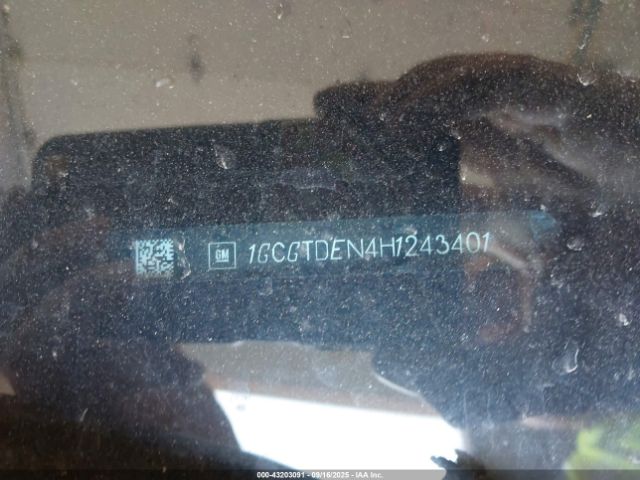 GM 1GCGTDEN4H1243401
000-43203091 - 09/16/2025 - IAA Inc.